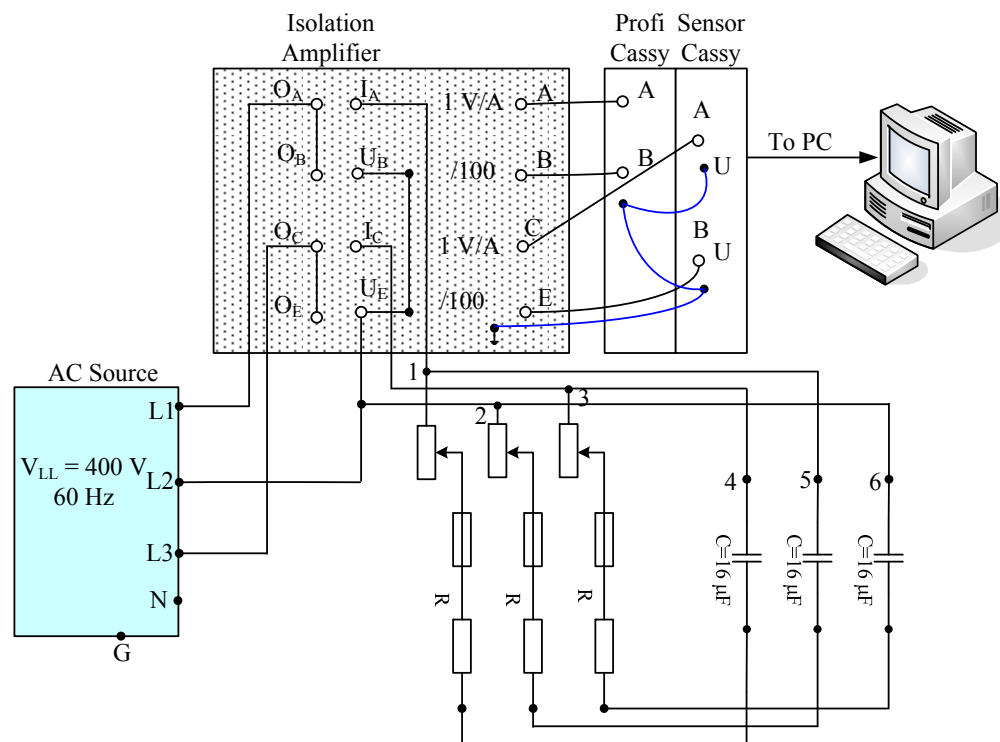 Isolation
Amplifier
Profi
Cassy
Sensor
Cassy
O_A
I_A
1 V/A
A
A
A
To PC
O_B
U_B
/100
B
B
U
O_C
I_C
1 V/A
C
B
U
O_E
U_E
/100
E
AC Source
1
L1
2
3
V_LL = 400 V
60 Hz
L2
4
5
6
L3
C=16 μF
C=16 μF
C=16 μF
N
R
R
R
G